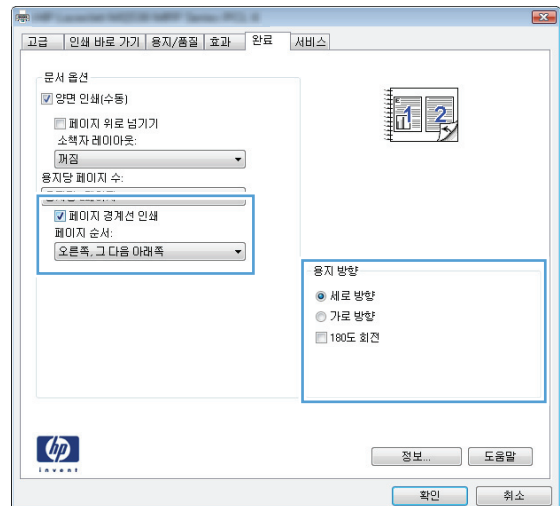 고급 인쇄 바로 가기 용지/품질 효과 완료 서비스
문서 옵션
양면 인쇄(수동)
페이지 위로 넘기기
소책자 레이아웃:
꺼짐
용지당 페이지 수:
페이지 경계선 인쇄
페이지 순서:
오른쪽, 그 다음 아래쪽
1 2
용지 방향
세로 방향
가로 방향
180도 회전
hp
invent
정보... 도움말
확인 취소